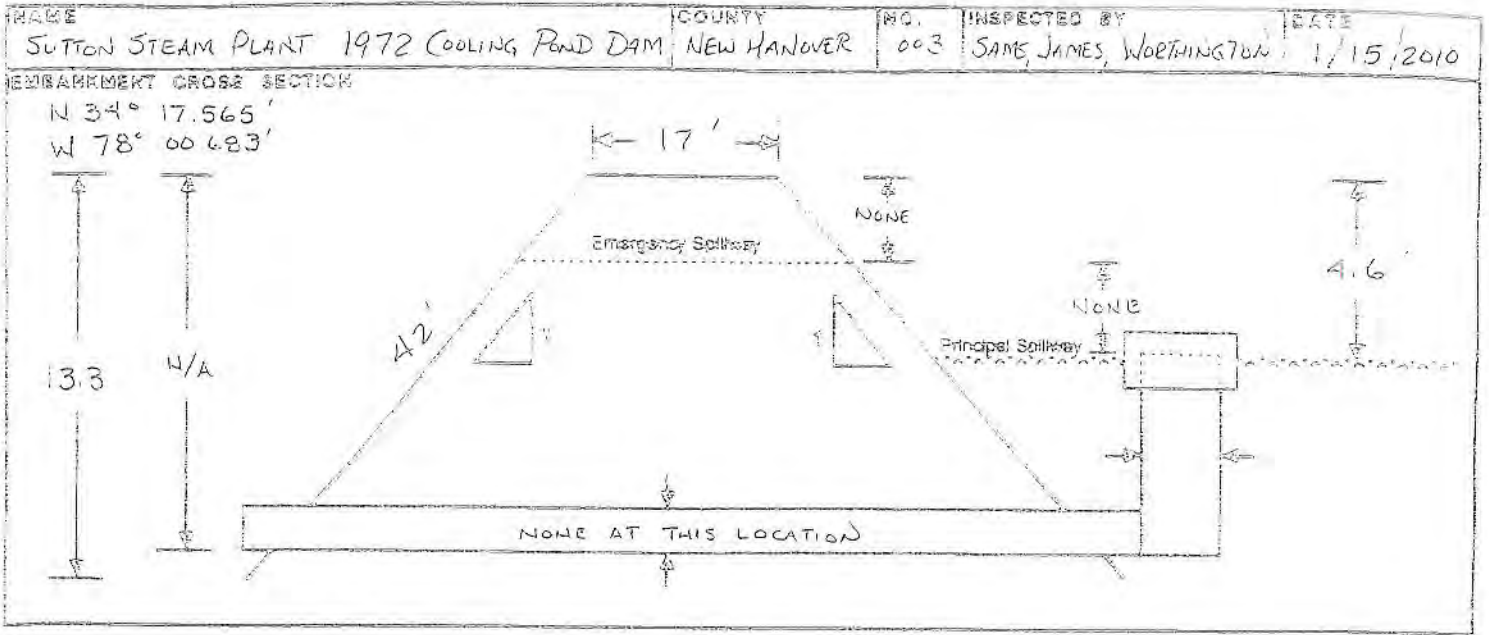 NAME COUNTY NO. INSPECTED BY DATE
SUTTON STEAM PLANT 1972 COOLING POND DAM NEW HANOVER 003 SAMS, JAMES, WORTHINGTON 1/15/2010
EMBANKMENT CROSS SECTION
N 34° 17.565'
W 78° 00 683'
17'
NONE
Emergency Spillway
4.6'
NONE
42'
1
1
Principal Spillway
13.3
N/A
NONE AT THIS LOCATION